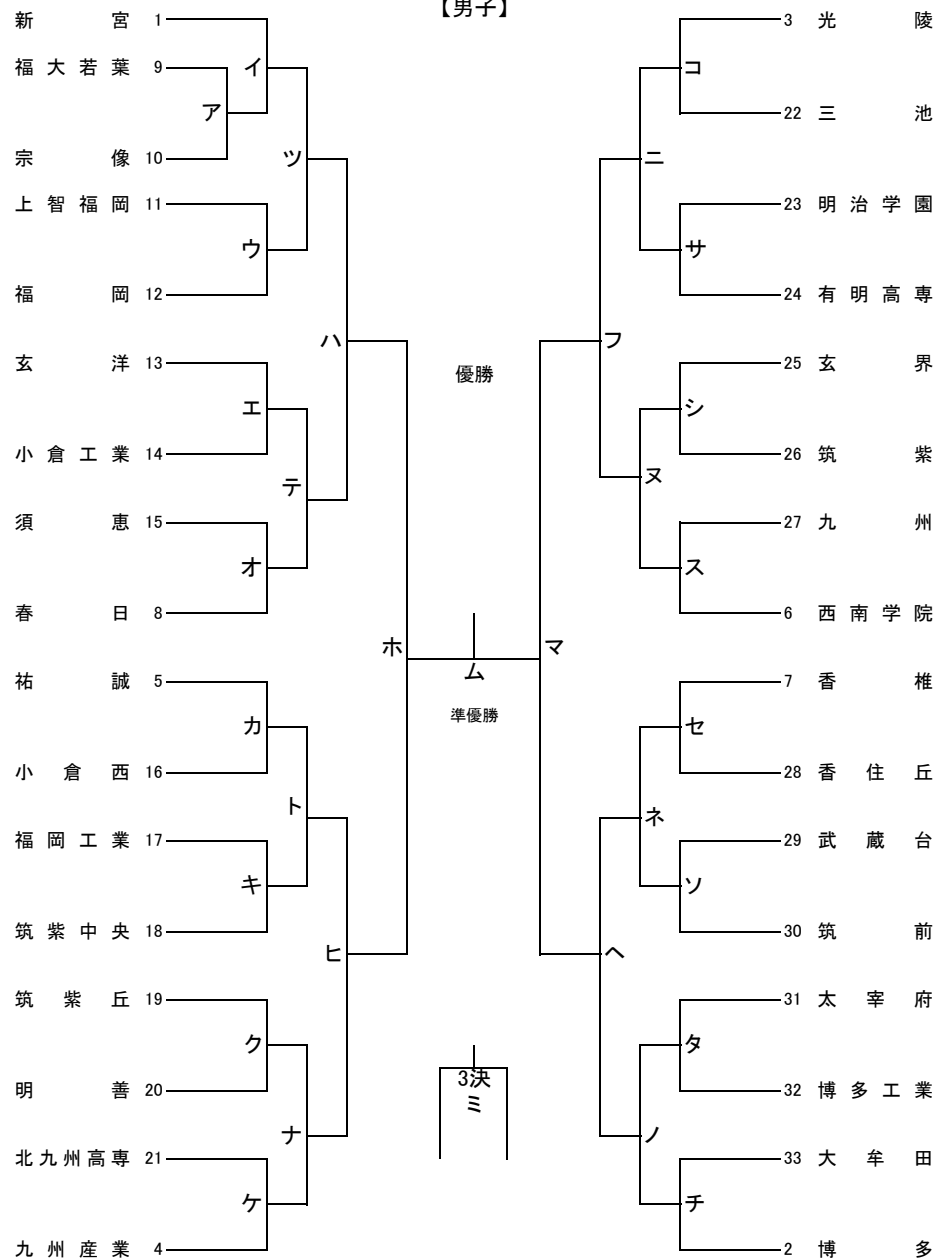 【男子】
新宮 1
福大若葉 9
宗像 10
上智福岡 11
福岡 12
玄洋 13
小倉工業 14
須恵 15
春日 8
祐誠 5
小倉西 16
福岡工業 17
筑紫中央 18
筑紫丘 19
明善 20
北九州高専 21
九州産業 4
ア
イ
ウ
エ
オ
カ
キ
ク
ケ
ツ
テ
ト
ナ
ハ
ヒ
ホ
優勝
ム
準優勝
3決
ミ
マ
フ
ヘ
ニ
ヌ
ネ
ノ
コ
サ
シ
ス
セ
ソ
タ
チ
3 光陵
22 三池
23 明治学園
24 有明高専
25 玄界
26 筑紫
27 九州
6 西南学院
7 香椎
28 香住丘
29 武蔵台
30 筑前
31 太宰府
32 博多工業
33 大牟田
2 博多